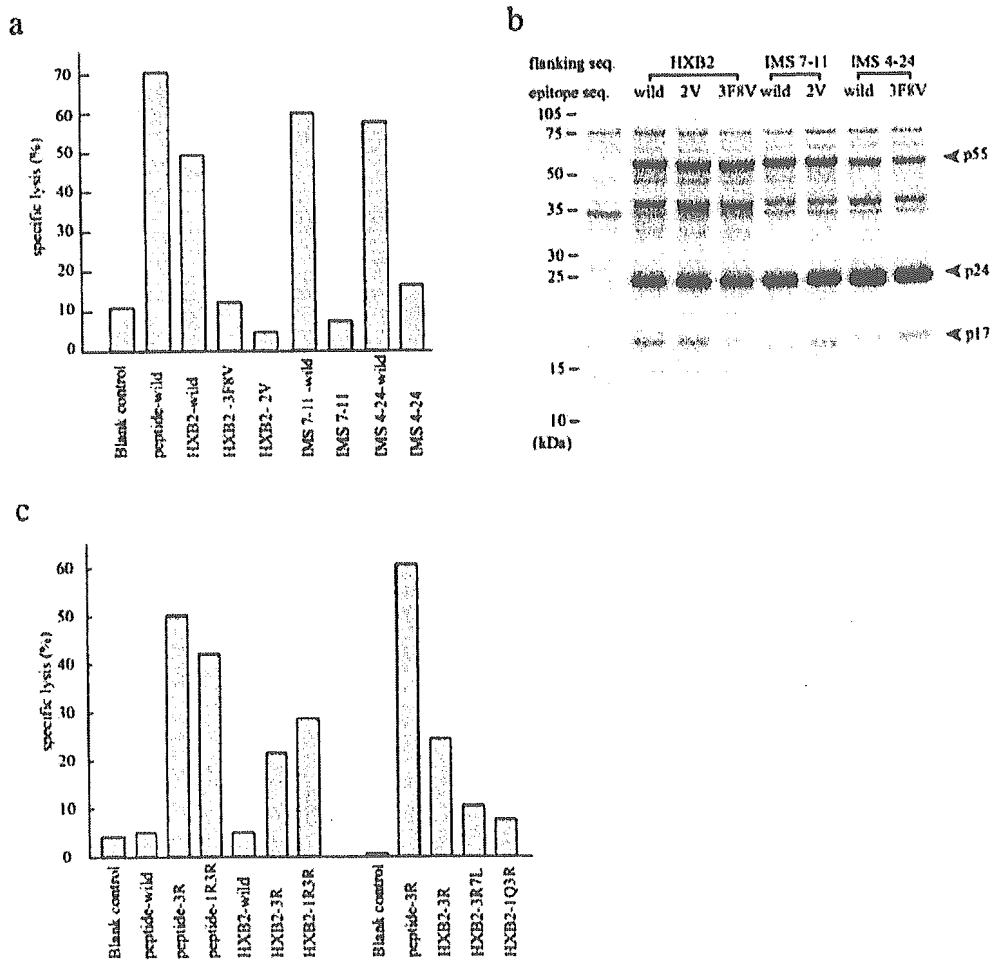 a
specific lysis (%)
70
60
50
40
30
20
10
0
Blank control
peptide-wild
HXB2-wild
HXB2 -3F8V
HXB2- 2V
IMS 7-11 -wild
IMS 7-11
IMS 4-24-wild
IMS 4-24
b
flanking seq. HXB2 IMS 7-11 IMS 4-24
epitope seq. wild 2V 3F8V wild 2V wild 3F8V
105
75
50
35
30
25
15
10
(kDa)
p55
p24
p17
c
specific lysis (%)
60
50
40
30
20
10
0
Blank control
peptide-wild
peptide-3R
peptide-1R3R
HXB2-wild
HXB2-3R
HXB2-1R3R
Blank control
peptide-3R
HXB2-3R
HXB2-3R7L
HXB2-1Q3R